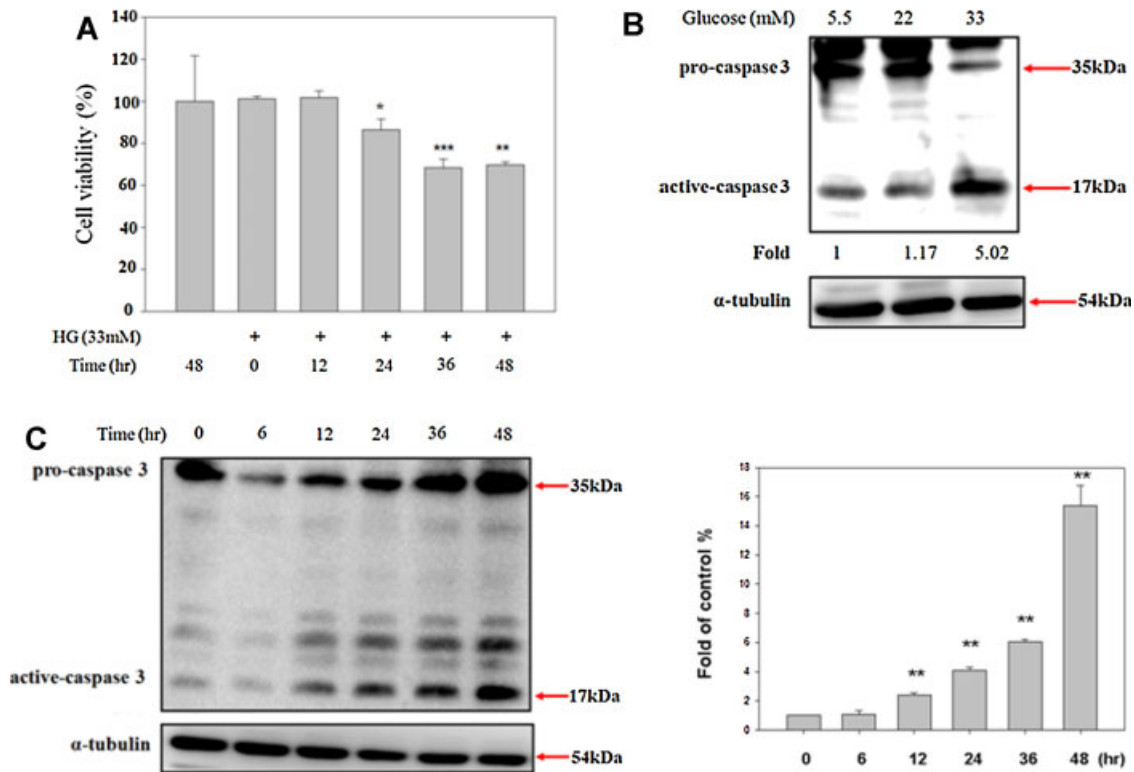 A
140
120
100
80
60
40
20
0
Cell viability (%)
*
***
**
HG (33mM) + + + + +
Time (hr) 48 0 12 24 36 48
B
Glucose (mM) 5.5 22 33
pro-caspase 3
35kDa
active-caspase 3
17kDa
Fold 1 1.17 5.02
α-tubulin
54kDa
C
Time (hr) 0 6 12 24 36 48
pro-caspase 3
35kDa
active-caspase 3
17kDa
α-tubulin
54kDa
18
16
14
12
10
8
6
4
2
0
Fold of control %
**
**
**
**
0 6 12 24 36 48 (hr)